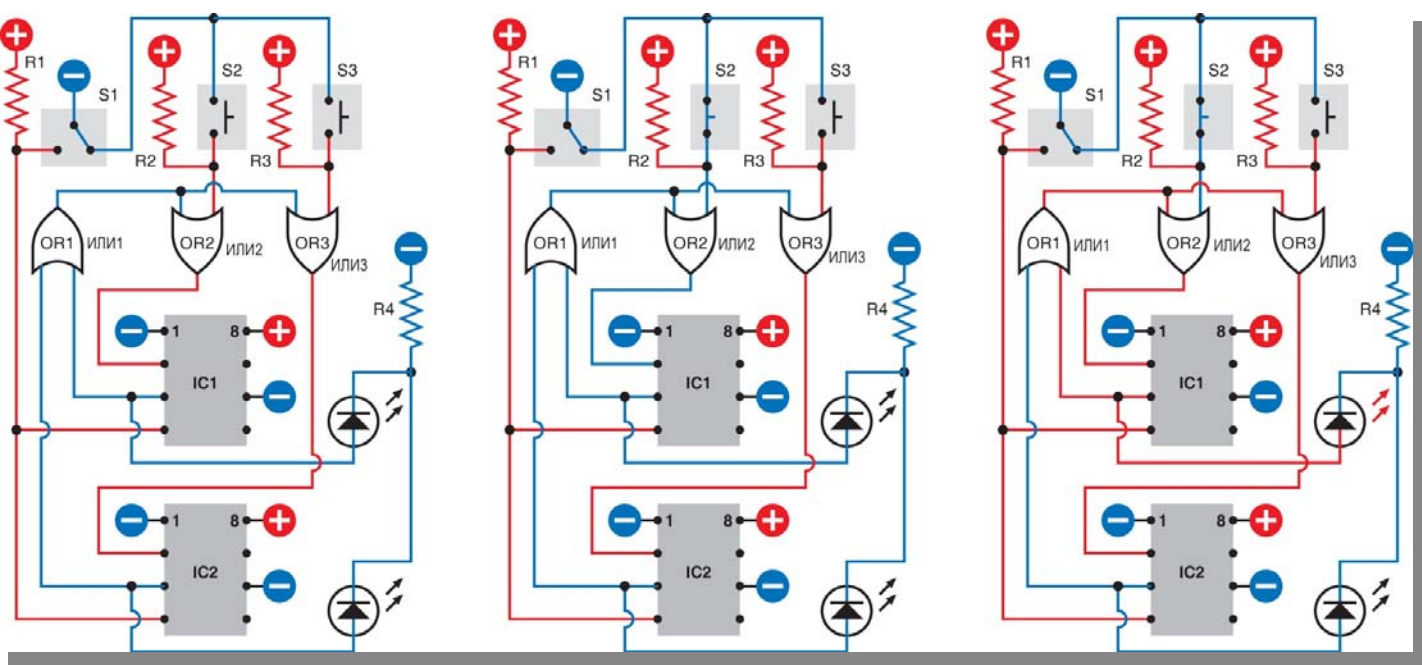 R1
S1
S2
S3
R2
R3
OR1
ИЛИ1
OR2
ИЛИ2
OR3
ИЛИ3
R4
1
8
IC1
1
8
IC2
R1
S1
S2
S3
R2
R3
OR1
ИЛИ1
OR2
ИЛИ2
OR3
ИЛИ3
R4
1
8
IC1
1
8
IC2
R1
S1
S2
S3
R2
R3
OR1
ИЛИ1
OR2
ИЛИ2
OR3
ИЛИ3
R4
1
8
IC1
1
8
IC2